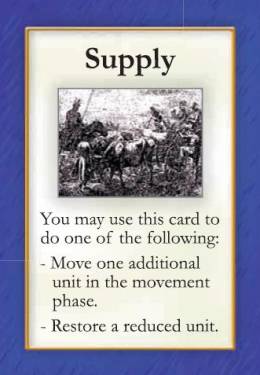 Supply
You may use this card to
do one of the following:
- Move one additional
unit in the movement
phase.
- Restore a reduced unit.